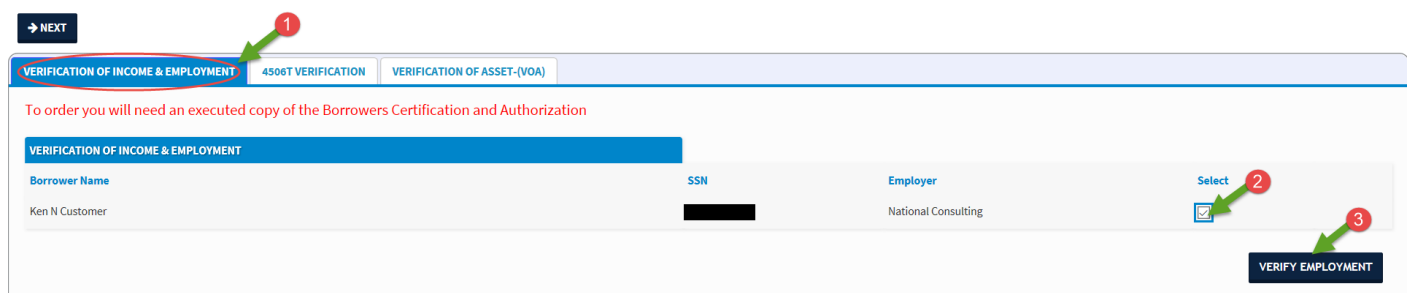 → NEXT
1
VERIFICATION OF INCOME & EMPLOYMENT 4506T VERIFICATION VERIFICATION OF ASSET-(VOA)
To order you will need an executed copy of the Borrowers Certification and Authorization
VERIFICATION OF INCOME & EMPLOYMENT
Borrower Name SSN Employer Select
2
Ken N Customer National Consulting
3
VERIFY EMPLOYMENT